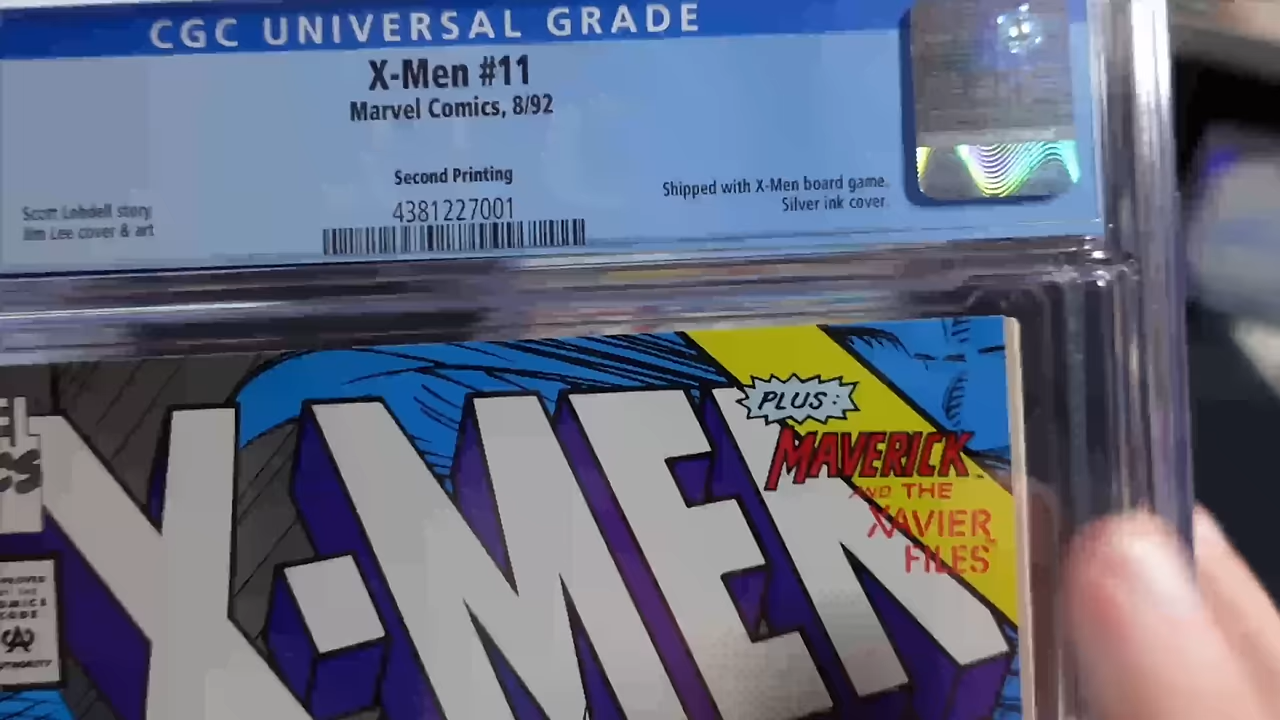 CGC UNIVERSAL GRADE
X-Men #11
Marvel Comics, 8/92
Second Printing
4381227001
Scott Lobdell story
Jim Lee cover & art
Shipped with X-Men board game.
Silver ink cover.
X-MEN
PLUS:
MAVERICK
AND THE
XAVIER
FILES